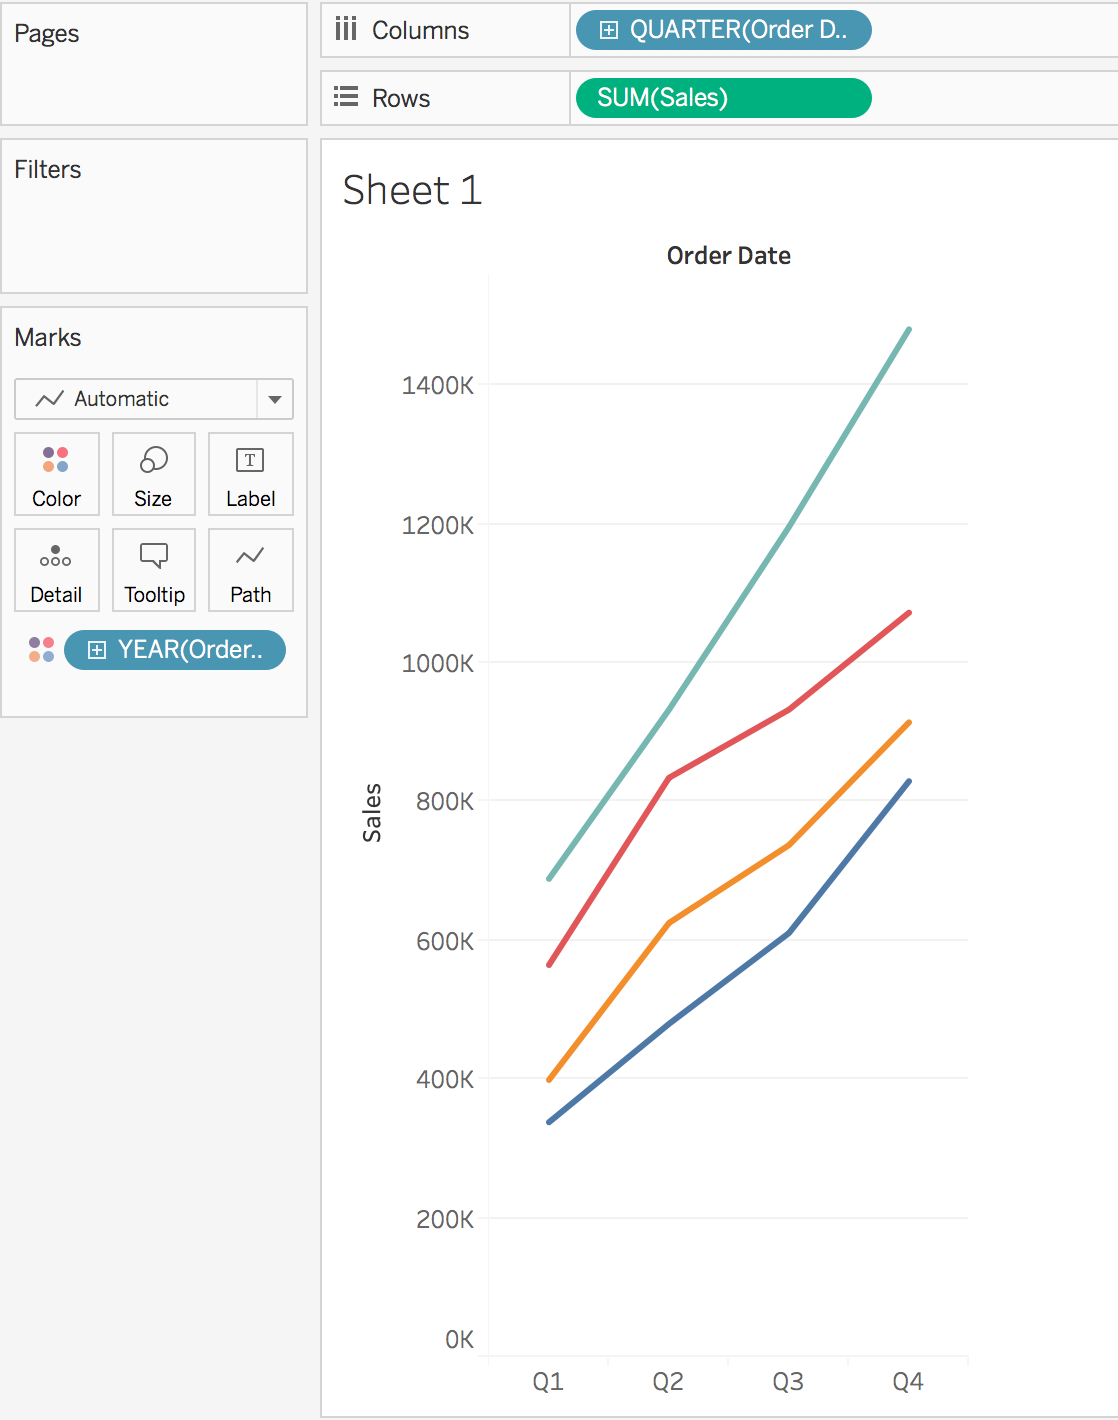 Pages
Columns
QUARTER(Order D..
Rows
SUM(Sales)
Filters
Marks
Automatic
Color
Size
T
Label
Detail
Tooltip
Path
YEAR(Order..
Sheet 1
Order Date
1400K
1200K
1000K
800K
600K
400K
200K
0K
Sales
Q1
Q2
Q3
Q4